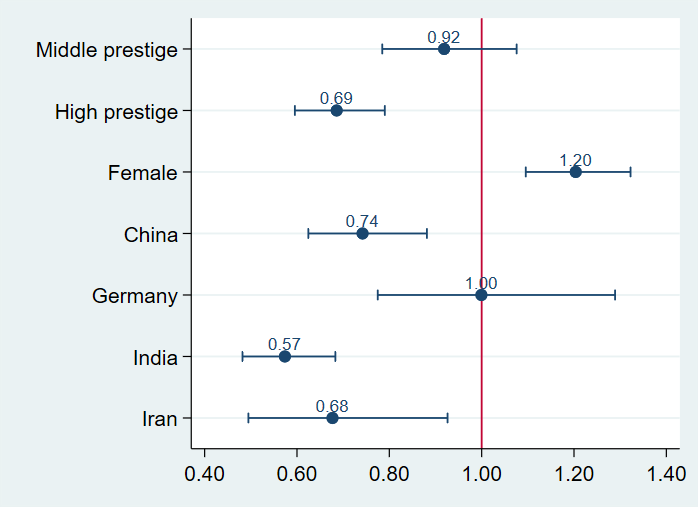 Middle prestige 0.92
High prestige 0.69
Female 1.20
China 0.74
Germany 1.00
India 0.57
Iran 0.68
0.40 0.60 0.80 1.00 1.20 1.40